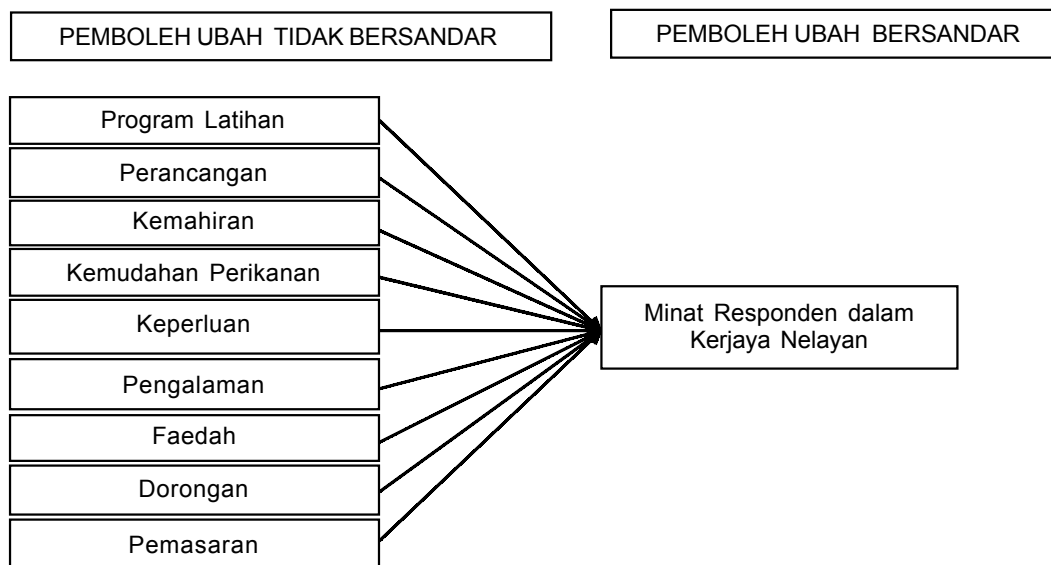 PEMBOLEH UBAH TIDAK BERSANDAR
PEMBOLEH UBAH BERSANDAR
Program Latihan
Perancangan
Kemahiran
Kemudahan Perikanan
Keperluan
Pengalaman
Faedah
Dorongan
Pemasaran
Minat Responden dalam
Kerjaya Nelayan